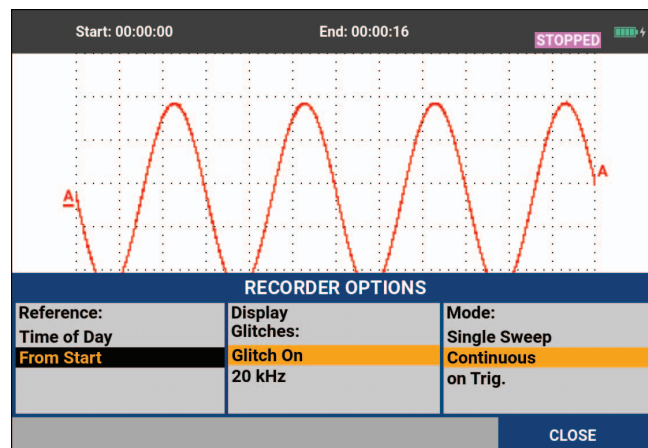 Start: 00:00:00
End: 00:00:16
STOPPED
A
A
RECORDER OPTIONS
Reference:
Time of Day
From Start
Display
Glitches:
Glitch On
20 kHz
Mode:
Single Sweep
Continuous
on Trig.
CLOSE